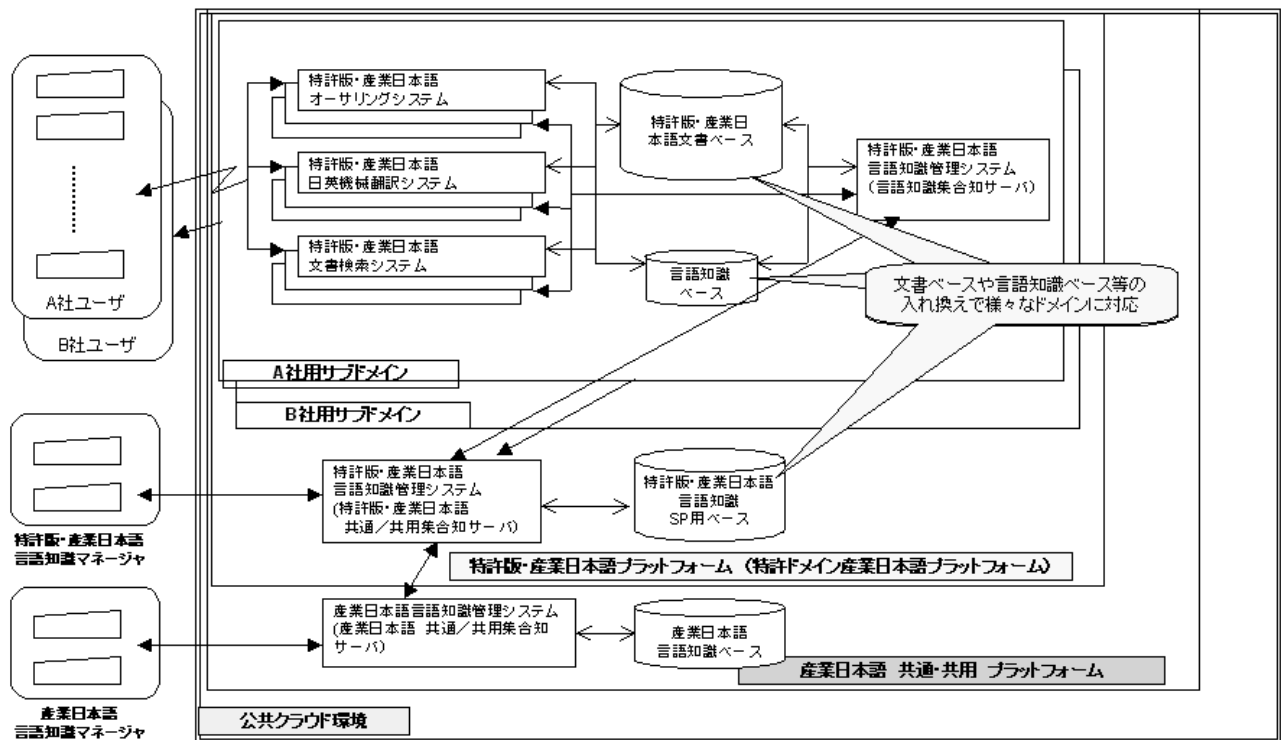 特許版・産業日本語
オーサリングシステム
特許版・産業日本語
日英機械翻訳システム
特許版・産業日本語
文書検索システム
特許版・産業日
本語文書ベース
言語知識
ベース
特許版・産業日本語
言語知識管理システム
(言語知識集合知サーバ)
文書ベースや言語知識ベース等の
入れ換えで様々なドメインに対応
A社ユーザ
B社ユーザ
A社用サブドメイン
B社用サブドメイン
特許版・産業日本語
言語知識マネージャ
特許版・産業日本語
言語知識管理システム
(特許版・産業日本語
共通/共用集合知サーバ)
特許版・産業日本語
言語知識
SP用ベース
特許版・産業日本語プラットフォーム (特許ドメイン産業日本語プラットフォーム)
産業日本語
言語知識マネージャ
産業日本語言語知識管理システム
(産業日本語 共通/共用集合知
サーバ)
産業日本語
言語知識ベース
産業日本語 共通・共用 プラットフォーム
公共クラウド環境